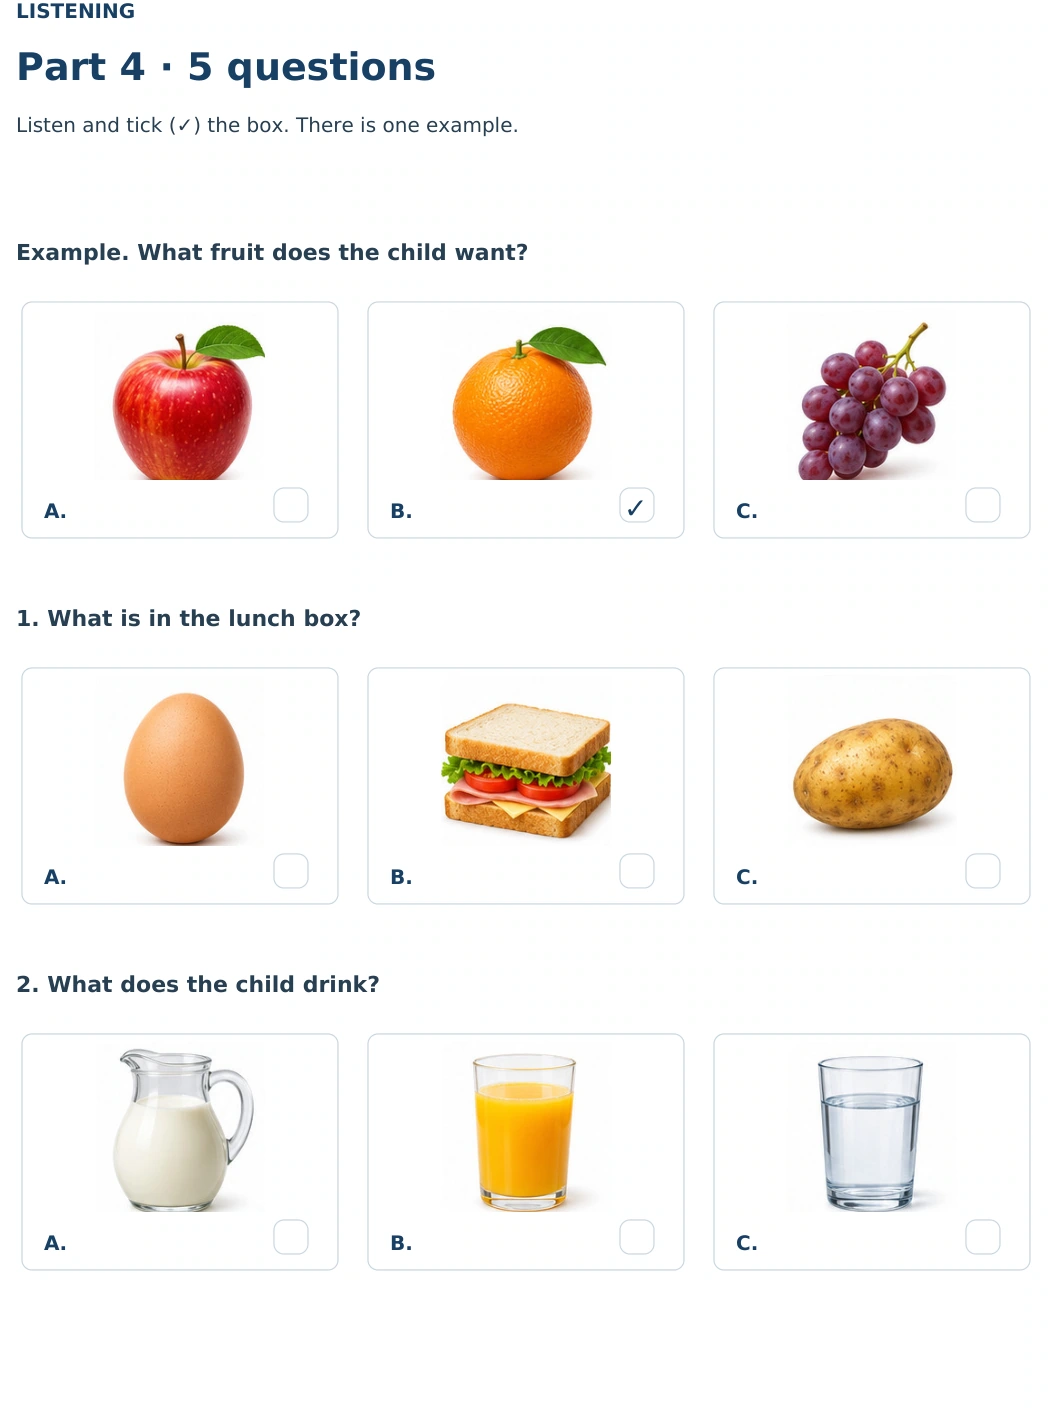 LISTENING
Part 4 · 5 questions
Listen and tick (✓) the box. There is one example.
Example. What fruit does the child want?
A.
B. ✓
C.
1. What is in the lunch box?
A.
B.
C.
2. What does the child drink?
A.
B.
C.